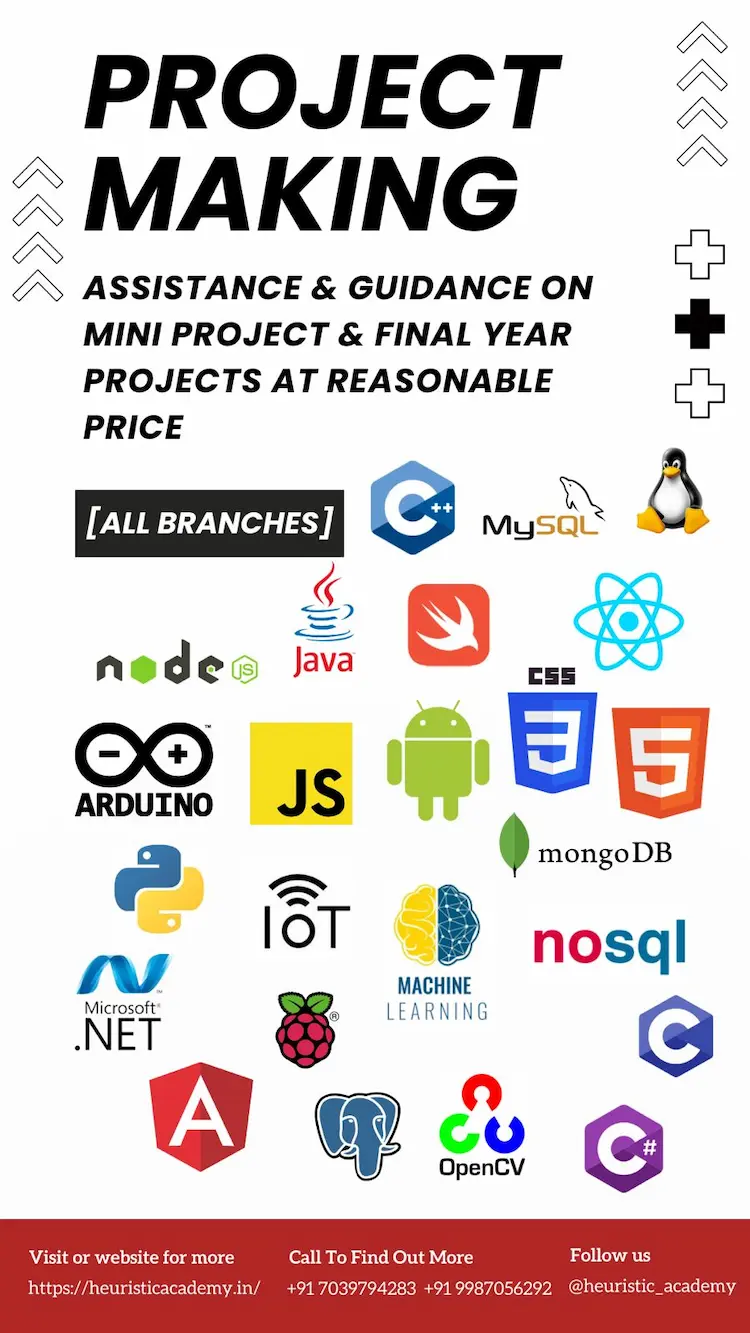 PROJECT
MAKING
ASSISTANCE & GUIDANCE ON
MINI PROJECT & FINAL YEAR
PROJECTS AT REASONABLE
PRICE
[ALL BRANCHES]
C++
MySQL
node
JS
Java
CSS
3
5
ARDUINO
JS
mongoDB
IoT
MACHINE
LEARNING
nosql
Microsoft®
.NET
®
C
A
OpenCV
C#
Visit or website for more
https://heuristicacademy.in/
Call To Find Out More
+91 7039794283 +91 9987056292
Follow us
@heuristic_academy